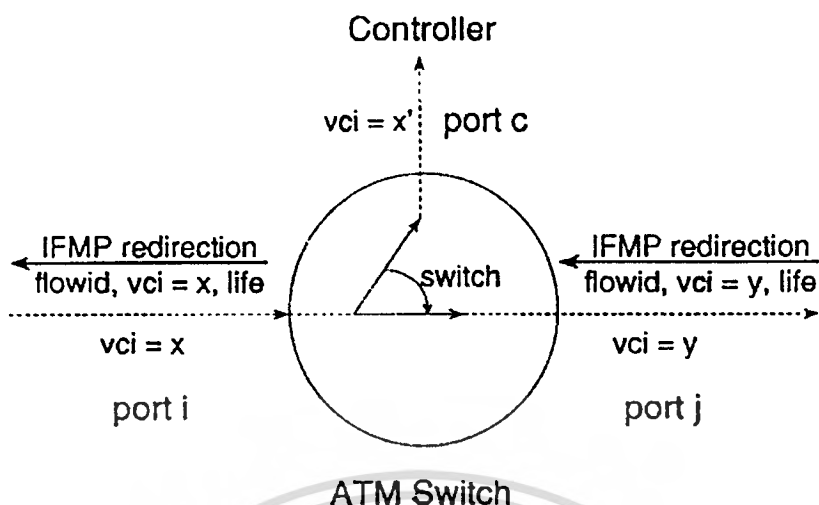 Controller
vci = x' port c
IFMP redirection
flowid, vci = x, life
IFMP redirection
flowid, vci = y, life
switch
vci = x
vci = y
port i
port j
ATM Switch